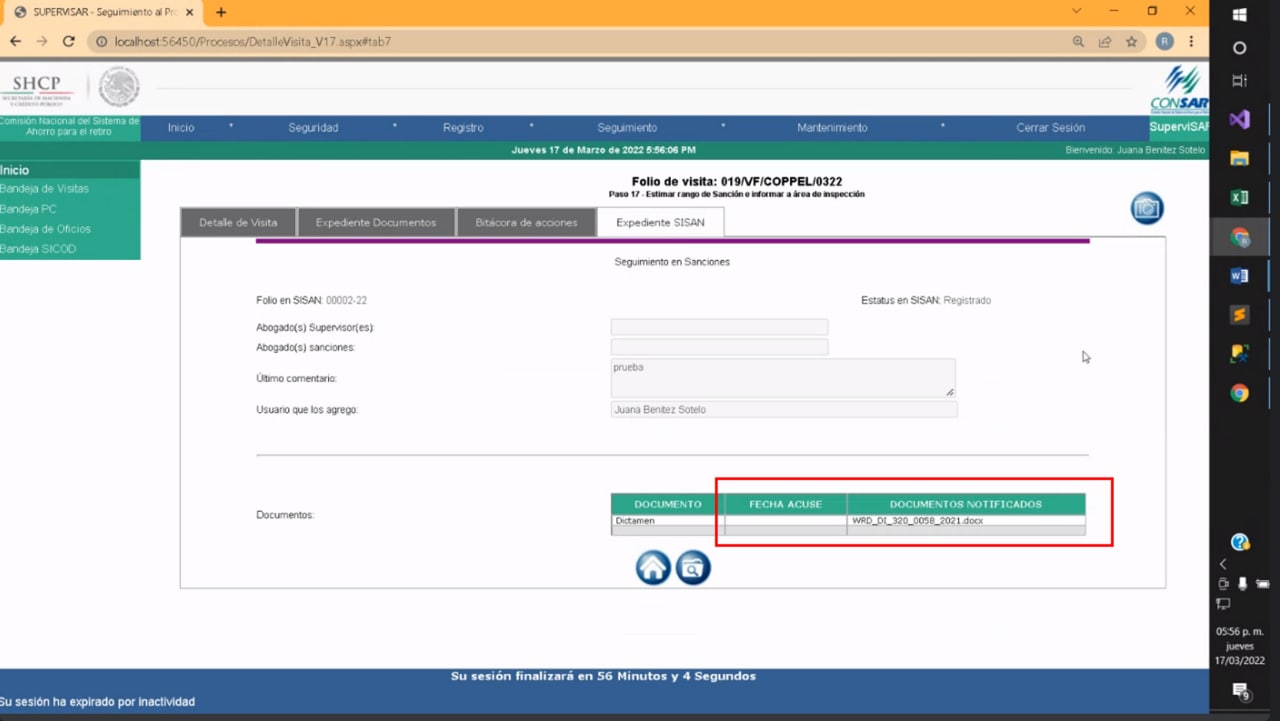 SUPERVISAR - Seguimiento al Pro
localhost:56450/Procesos/DetalleVisita_V17.aspx#tab7
R
SHCP
SECRETARÍA DE HACIENDA
Y CRÉDITO PÚBLICO
CONSAR
Comisión Nacional del Sistema de
Ahorro para el retiro
Inicio * Seguridad * Registro * Seguimiento * Mantenimiento * Cerrar Sesión
SuperviSAR
Jueves 17 de Marzo de 2022 5:56:06 PM
Bienvenido: Juana Benitez Sotelo
Inicio
Bandeja de Visitas
Bandeja PC
Bandeja de Oficios
Bandeja SICOD
Folio de visita: 019/VF/COPPEL/0322
Paso 17 - Estimar rango de Sanción e informar a área de inspección
Detalle de Visita
Expediente Documentos
Bitácora de acciones
Expediente SISAN
Seguimiento en Sanciones
Folio en SISAN: 00002-22
Estatus en SISAN: Registrado
Abogado(s) Supervisor(es):
Abogado(s) sanciones:
Último comentario:
prueba
Usuario que los agrego:
Juana Benitez Sotelo
Documentos:
DOCUMENTO FECHA ACUSE DOCUMENTOS NOTIFICADOS
Dictamen WRD_DI_320_0058_2021.docx
Su sesión finalizará en 56 Minutos y 4 Segundos
Su sesión ha expirado por inactividad
05:56 p. m.
jueves
17/03/2022
9